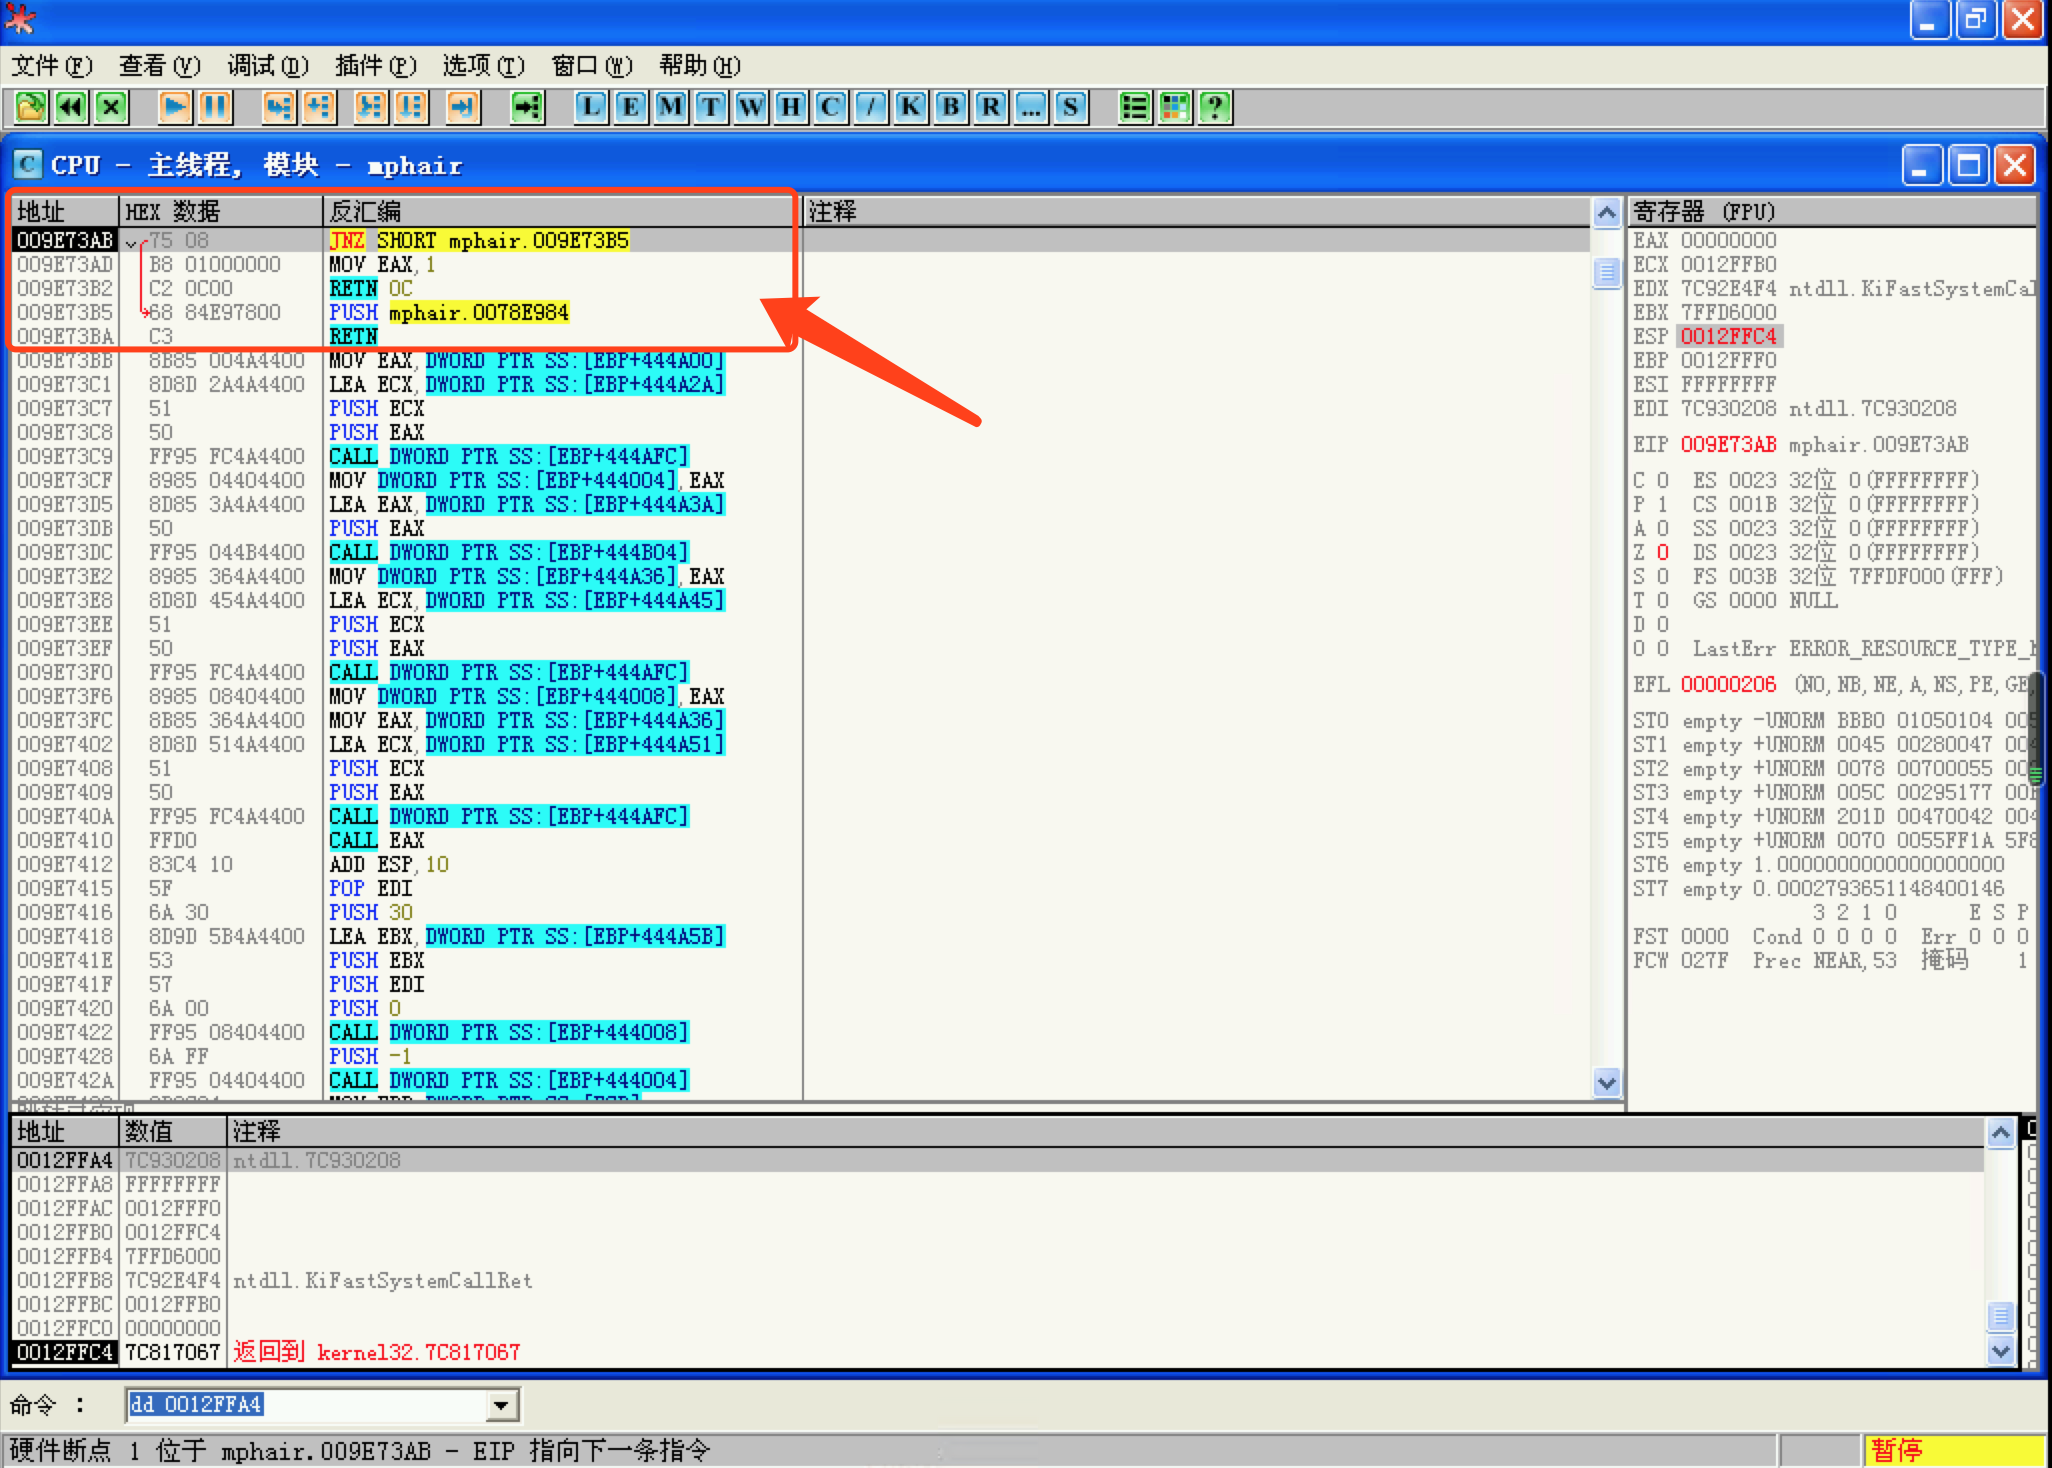 文件(F) 查看(V) 调试(D) 插件(P) 选项(T) 窗口(W) 帮助(H)
L E M T W H C / K B R ... S ?
C CPU - 主线程, 模块 - mphair
地址 HEX 数据 反汇编 注释
009E73AB 75 08 JNZ SHORT mphair.009E73B5
009E73AD B8 01000000 MOV EAX,1
009E73B2 C2 0C00 RETN 0C
009E73B5 68 84E97800 PUSH mphair.0078E984
009E73BA C3 RETN
009E73BB 8B85 004A4400 MOV EAX,DWORD PTR SS:[EBP+444A00]
009E73C1 8D8D 2A4A4400 LEA ECX,DWORD PTR SS:[EBP+444A2A]
009E73C7 51 PUSH ECX
009E73C8 50 PUSH EAX
009E73C9 FF95 FC4A4400 CALL DWORD PTR SS:[EBP+444AFC]
009E73CF 8985 04404400 MOV DWORD PTR SS:[EBP+444004],EAX
009E73D5 8D85 3A4A4400 LEA EAX,DWORD PTR SS:[EBP+444A3A]
009E73DB 50 PUSH EAX
009E73DC FF95 044B4400 CALL DWORD PTR SS:[EBP+444B04]
009E73E2 8985 364A4400 MOV DWORD PTR SS:[EBP+444A36],EAX
009E73E8 8D8D 454A4400 LEA ECX,DWORD PTR SS:[EBP+444A45]
009E73EE 51 PUSH ECX
009E73EF 50 PUSH EAX
009E73F0 FF95 FC4A4400 CALL DWORD PTR SS:[EBP+444AFC]
009E73F6 8985 08404400 MOV DWORD PTR SS:[EBP+444008],EAX
009E73FC 8B85 364A4400 MOV EAX,DWORD PTR SS:[EBP+444A36]
009E7402 8D8D 514A4400 LEA ECX,DWORD PTR SS:[EBP+444A51]
009E7408 51 PUSH ECX
009E7409 50 PUSH EAX
009E740A FF95 FC4A4400 CALL DWORD PTR SS:[EBP+444AFC]
009E7410 FFD0 CALL EAX
009E7412 83C4 10 ADD ESP,10
009E7415 5F POP EDI
009E7416 6A 30 PUSH 30
009E7418 8D9D 5B4A4400 LEA EBX,DWORD PTR SS:[EBP+444A5B]
009E741E 53 PUSH EBX
009E741F 57 PUSH EDI
009E7420 6A 00 PUSH 0
009E7422 FF95 08404400 CALL DWORD PTR SS:[EBP+444008]
009E7428 6A FF PUSH -1
009E742A FF95 04404400 CALL DWORD PTR SS:[EBP+444004]
寄存器 (FPU)
EAX 00000000
ECX 0012FFB0
EDX 7C92E4F4 ntdll.KiFastSystemCal
EBX 7FFD6000
ESP 0012FFC4
EBP 0012FFF0
ESI FFFFFFFF
EDI 7C930208 ntdll.7C930208
EIP 009E73AB mphair.009E73AB
C 0 ES 0023 32位 0(FFFFFFFF)
P 1 CS 001B 32位 0(FFFFFFFF)
A 0 SS 0023 32位 0(FFFFFFFF)
Z 0 DS 0023 32位 0(FFFFFFFF)
S 0 FS 003B 32位 7FFDF000(FFF)
T 0 GS 0000 NULL
D 0
O 0 LastErr ERROR_RESOURCE_TYPE_
EFL 00000206 (NO,NB,NE,A,NS,PE,GE,
ST0 empty -UNORM BBB0 01050104 00
ST1 empty +UNORM 0045 00280047 00
ST2 empty +UNORM 0078 00700055 00
ST3 empty +UNORM 005C 00295177 00
ST4 empty +UNORM 201D 00470042 004
ST5 empty +UNORM 0070 0055FF1A 5F8
ST6 empty 1.0000000000000000000
ST7 empty 0.0002793651148400146
3 2 1 0 E S P
FST 0000 Cond 0 0 0 0 Err 0 0 0
FCW 027F Prec NEAR,53 掩码 1
地址 数值 注释
0012FFA4 7C930208 ntdll.7C930208
0012FFA8 FFFFFFFF
0012FFAC 0012FFF0
0012FFB0 0012FFC4
0012FFB4 7FFD6000
0012FFB8 7C92E4F4 ntdll.KiFastSystemCallRet
0012FFBC 0012FFB0
0012FFC0 00000000
0012FFC4 7C817067 返回到 kernel32.7C817067
命令 : dd 0012FFA4
硬件断点 1 位于 mphair.009E73AB - EIP 指向下一条指令
暂停